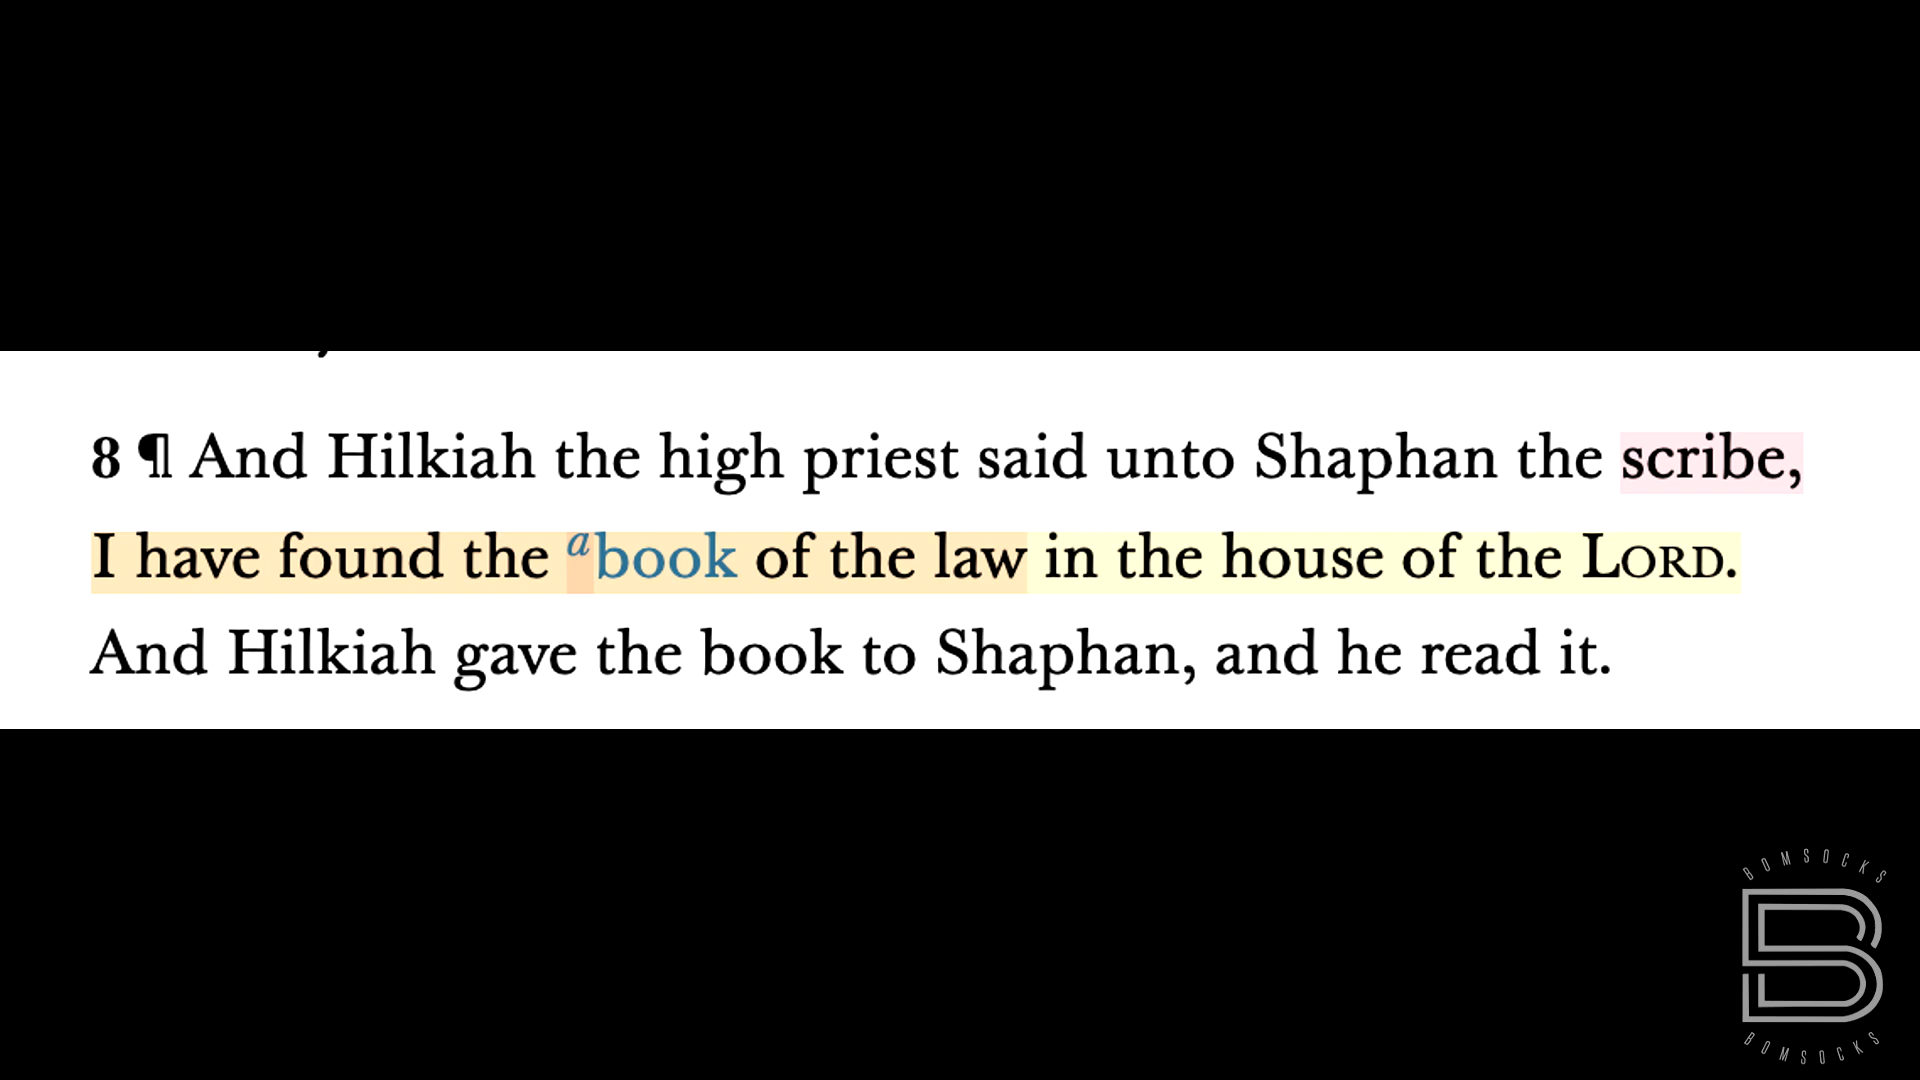 8 ¶ And Hilkiah the high priest said unto Shaphan the scribe,
I have found the a book of the law in the house of the LORD.
And Hilkiah gave the book to Shaphan, and he read it.
BOMSOCKS
B
BOMSOCKS